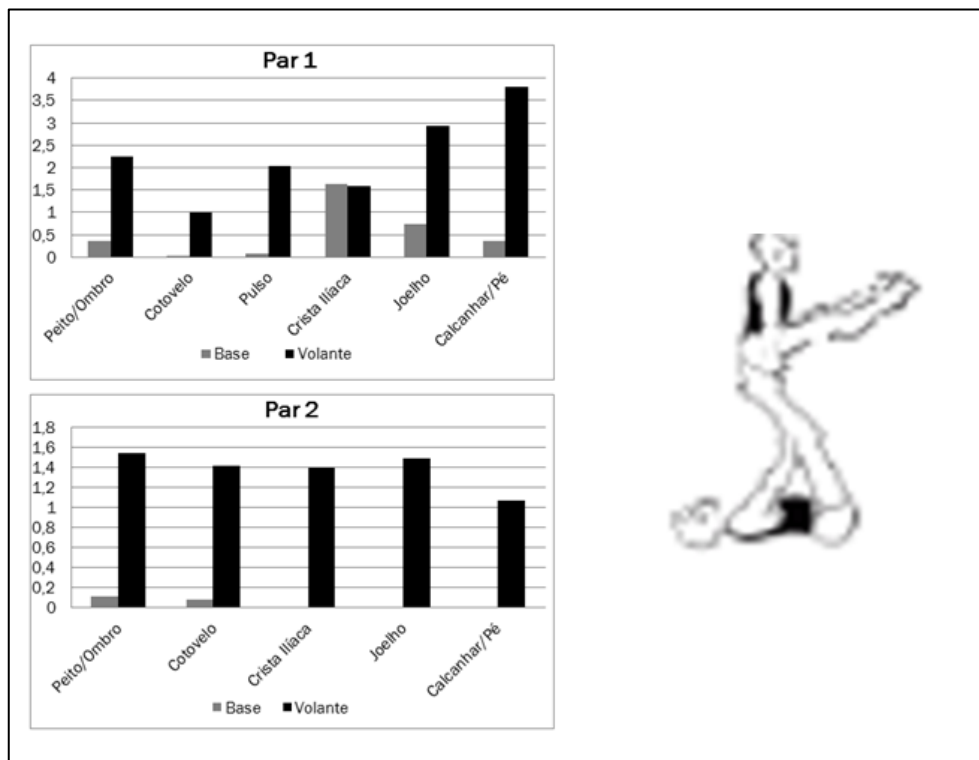 Par 1
4
3,5
3
2,5
2
1,5
1
0,5
0
Peito/Ombro
Cotovelo
Pulso
Crista Ilíaca
Joelho
Calcanhar/Pé
Base Volante
Par 2
1,8
1,6
1,4
1,2
1
0,8
0,6
0,4
0,2
0
Peito/Ombro
Cotovelo
Crista Ilíaca
Joelho
Calcanhar/Pé
Base Volante